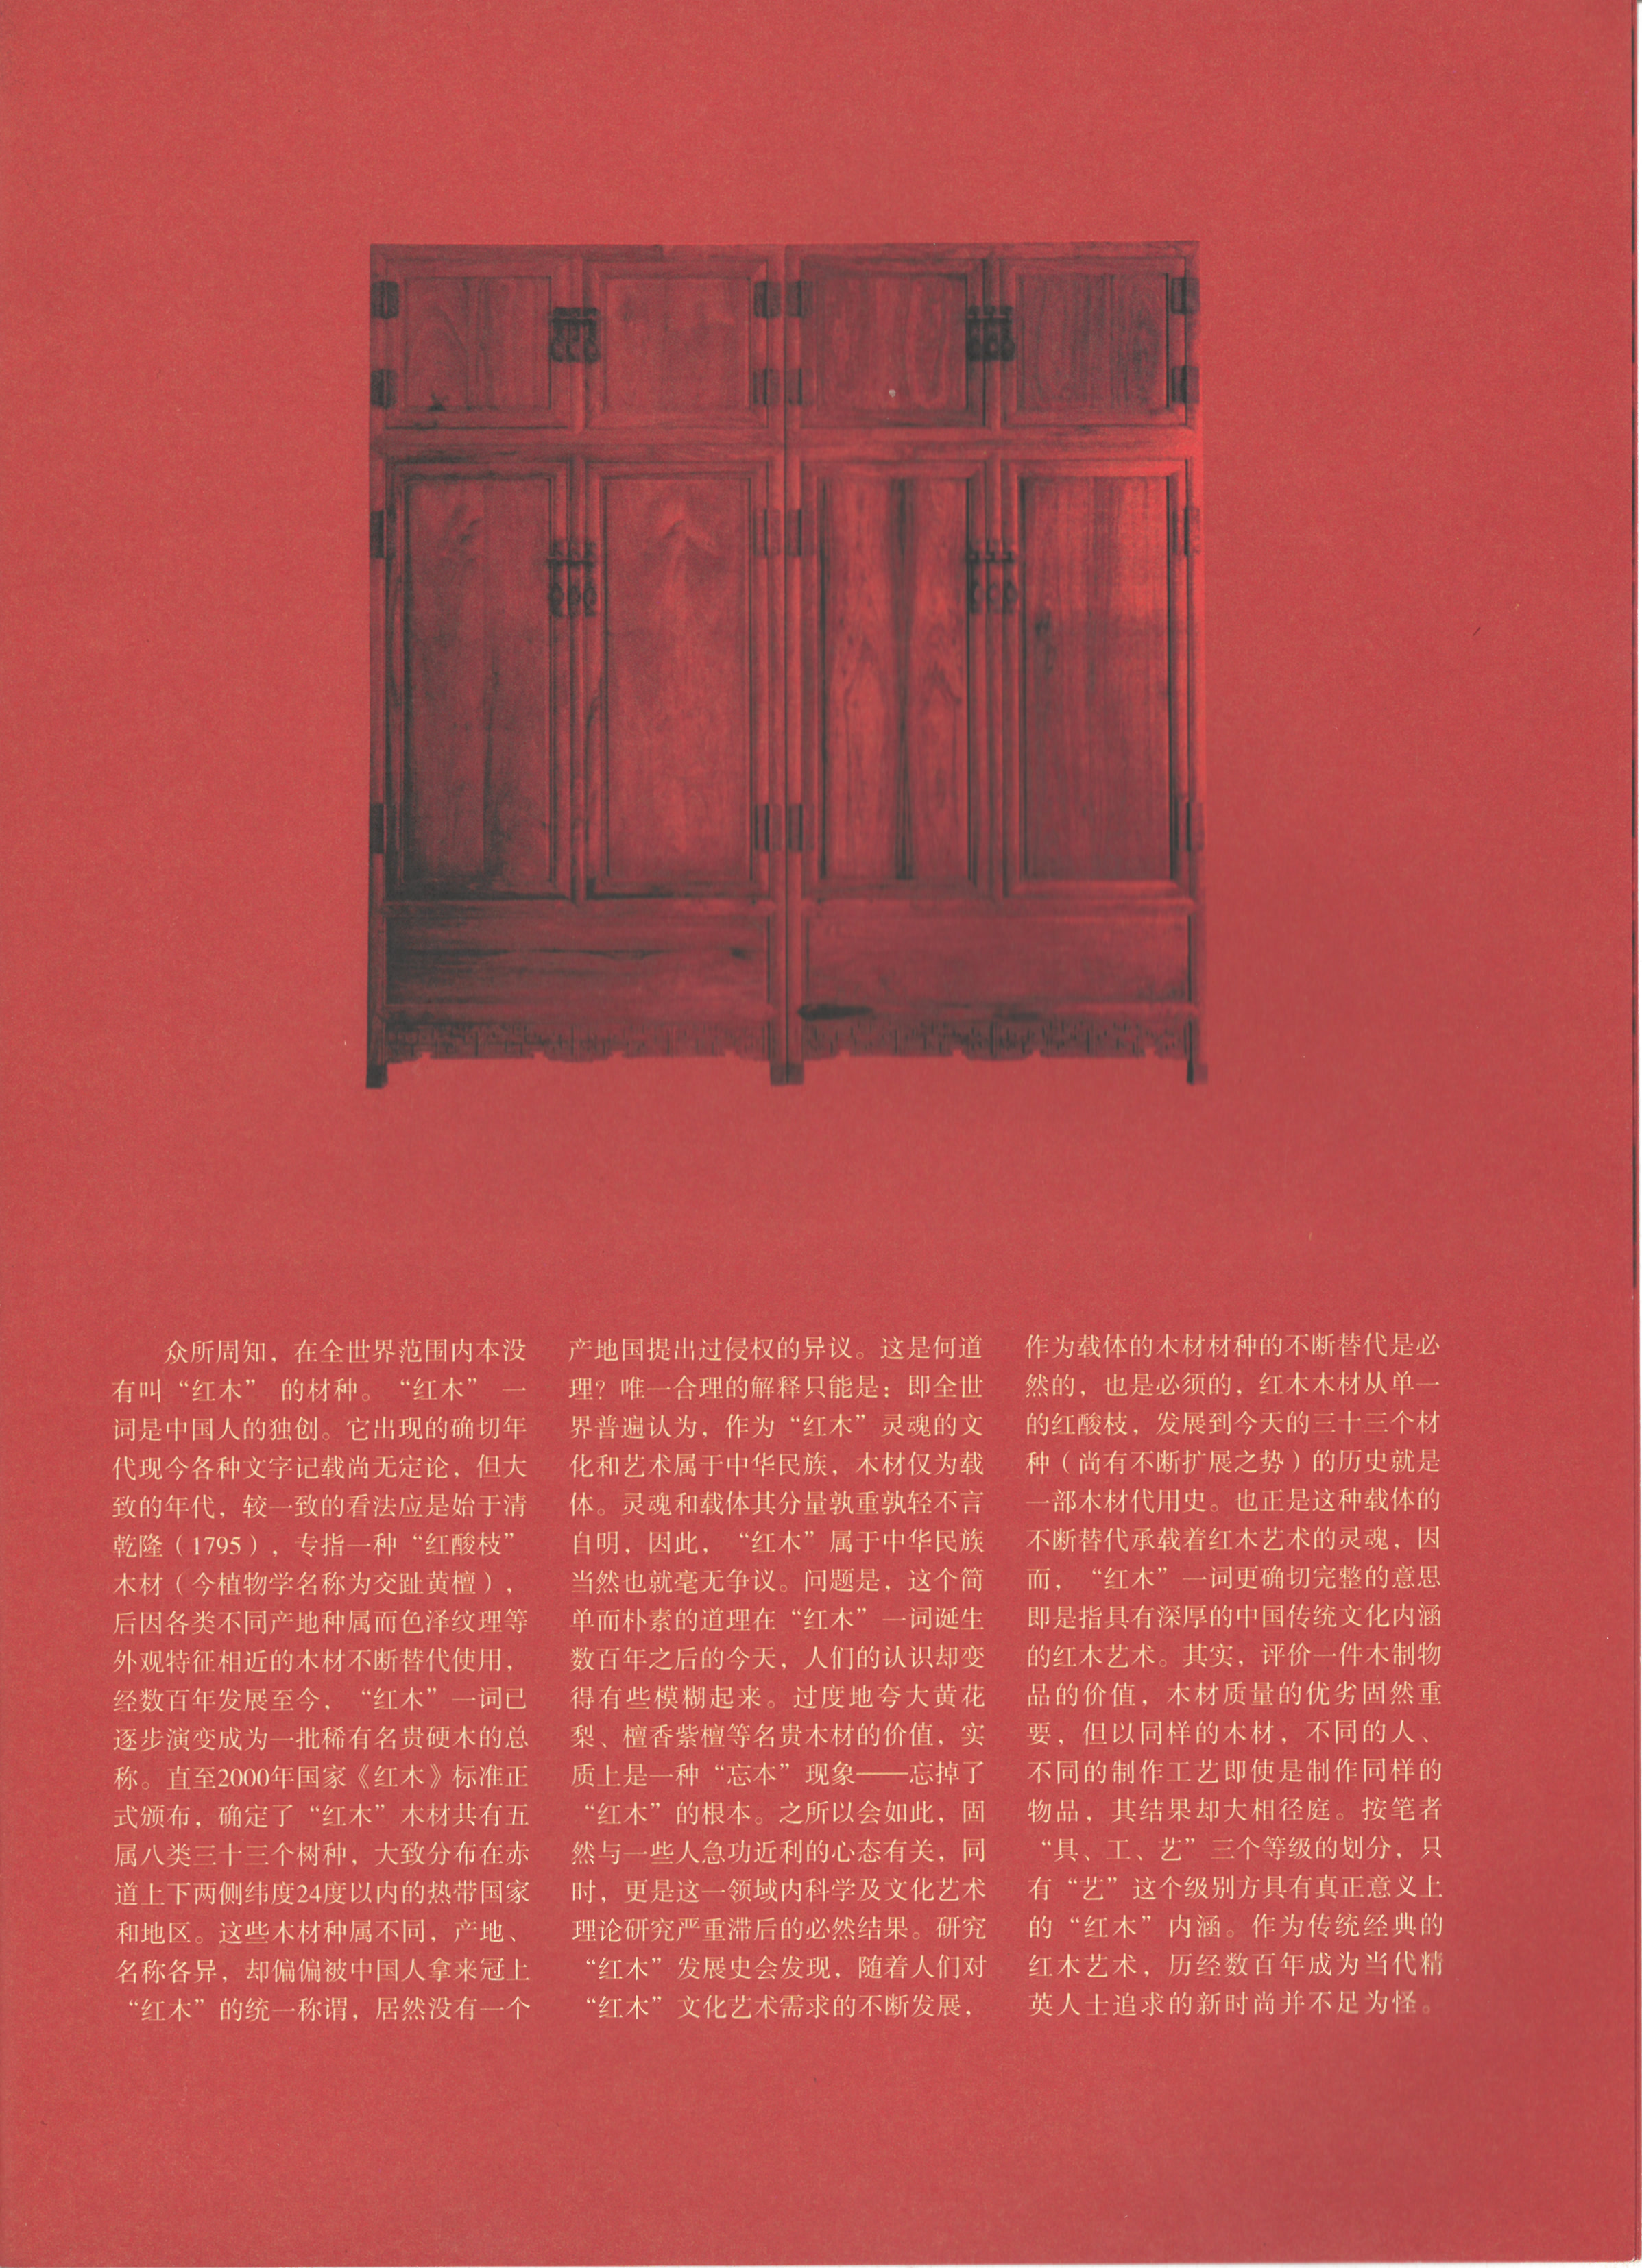 众所周知，在全世界范围内本没
有叫“红木” 的材种。“红木” 一
词是中国人的独创。它出现的确切年
代现今各种文字记载尚无定论，但大
致的年代，较一致的看法应是始于清
乾隆（1795），专指一种“红酸枝”
木材（今植物学名称为交趾黄檀），
后因各类不同产地种属而色泽纹理等
外观特征相近的木材不断替代使用，
经数百年发展至今，“红木”一词已
逐步演变成为一批稀有名贵硬木的总
称。直至2000年国家《红木》标准正
式颁布，确定了“红木”木材共有五
属八类三十三个树种，大致分布在赤
道上下两侧纬度24度以内的热带国家
和地区。这些木材种属不同，产地、
名称各异，却偏偏被中国人拿来冠上
“红木”的统一称谓，居然没有一个
产地国提出过侵权的异议。这是何道
理？唯一合理的解释只能是：即全世
界普遍认为，作为“红木”灵魂的文
化和艺术属于中华民族，木材仅为载
体。灵魂和载体其分量孰重孰轻不言
自明，因此，“红木”属于中华民族
当然也就毫无争议。问题是，这个简
单而朴素的道理在“红木”一词诞生
数百年之后的今天，人们的认识却变
得有些模糊起来。过度地夸大黄花
梨、檀香紫檀等名贵木材的价值，实
质上是一种“忘本”现象——忘掉了
“红木”的根本。之所以会如此，固
然与一些人急功近利的心态有关，同
时，更是这一领域内科学及文化艺术
理论研究严重滞后的必然结果。研究
“红木”发展史会发现，随着人们对
“红木”文化艺术需求的不断发展，
作为载体的木材材种的不断替代是必
然的，也是必须的，红木木材从单一
的红酸枝，发展到今天的三十三个材
种（尚有不断扩展之势）的历史就是
一部木材代用史。也正是这种载体的
不断替代承载着红木艺术的灵魂，因
而，“红木”一词更确切完整的意思
即是指具有深厚的中国传统文化内涵
的红木艺术。其实，评价一件木制物
品的价值，木材质量的优劣固然重
要，但以同样的木材，不同的人、
不同的制作工艺即使是制作同样的
物品，其结果却大相径庭。按笔者
“具、工、艺”三个等级的划分，只
有“艺”这个级别方具有真正意义上
的“红木”内涵。作为传统经典的
红木艺术，历经数百年成为当代精
英人士追求的新时尚并不足为怪。